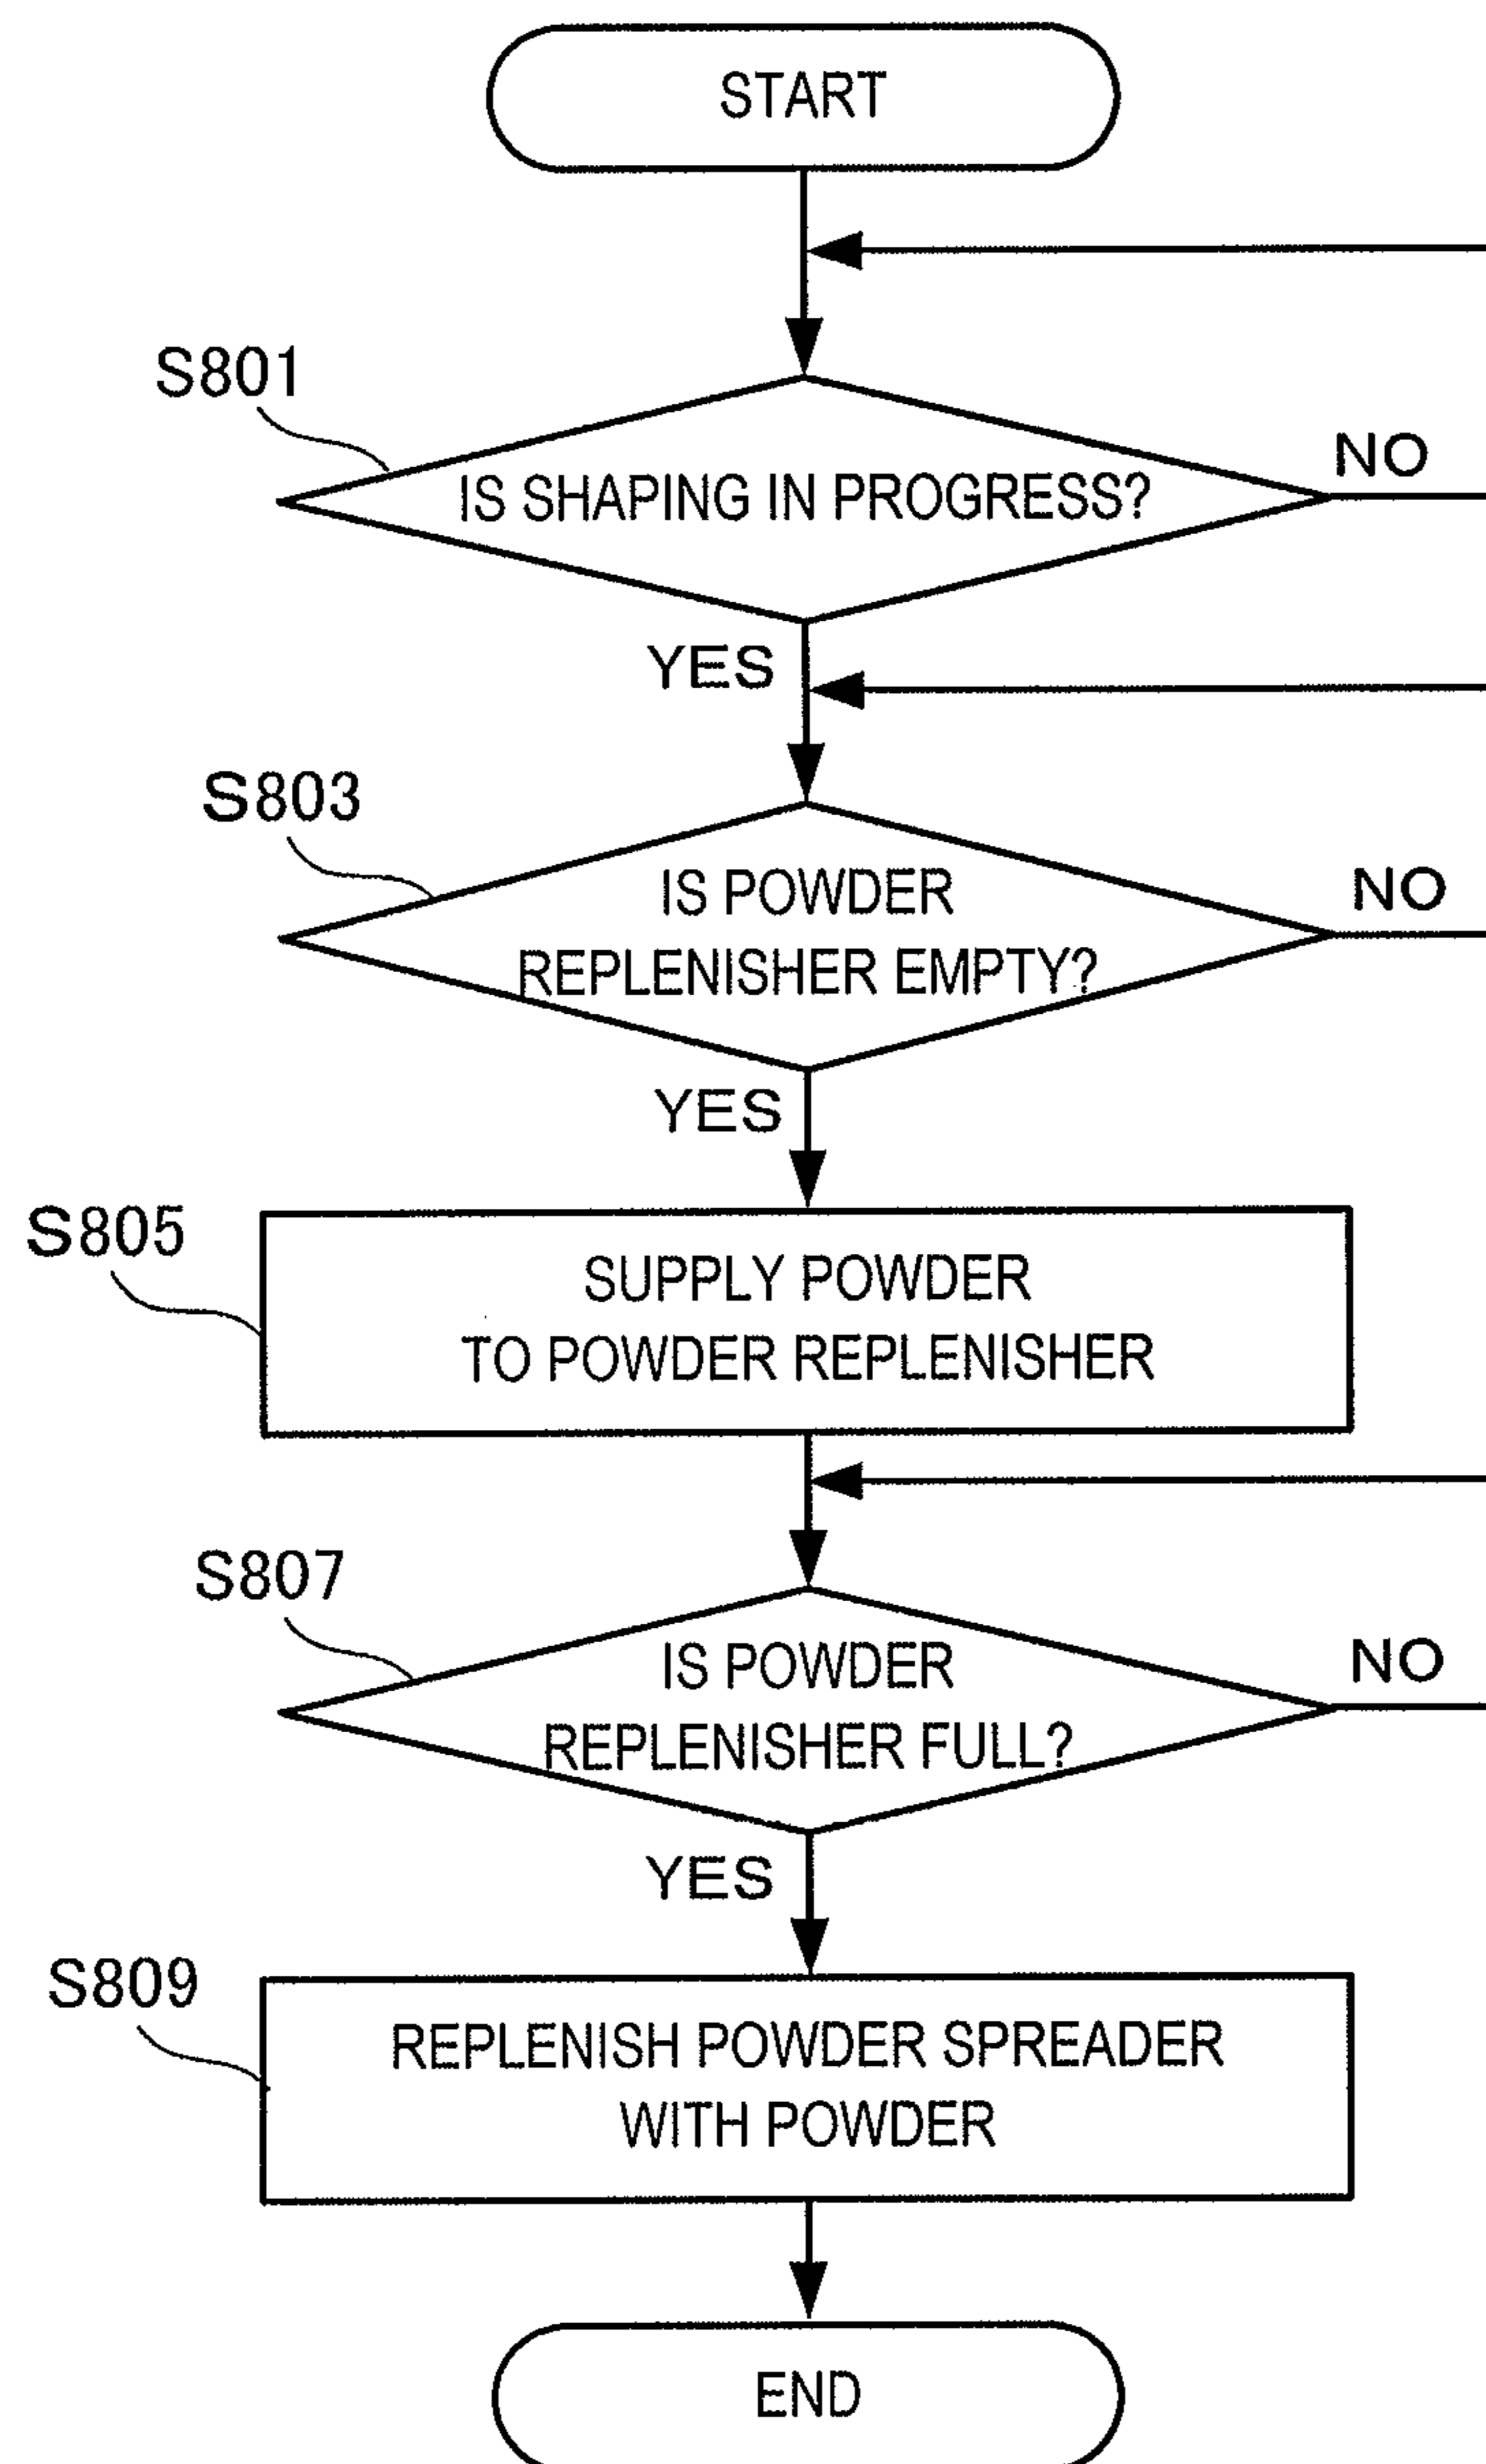 START
S801
IS SHAPING IN PROGRESS?
NO
YES
S803
IS POWDER
REPLENISHER EMPTY?
NO
YES
S805
SUPPLY POWDER
TO POWDER REPLENISHER
S807
IS POWDER
REPLENISHER FULL?
NO
YES
S809
REPLENISH POWDER SPREADER
WITH POWDER
END